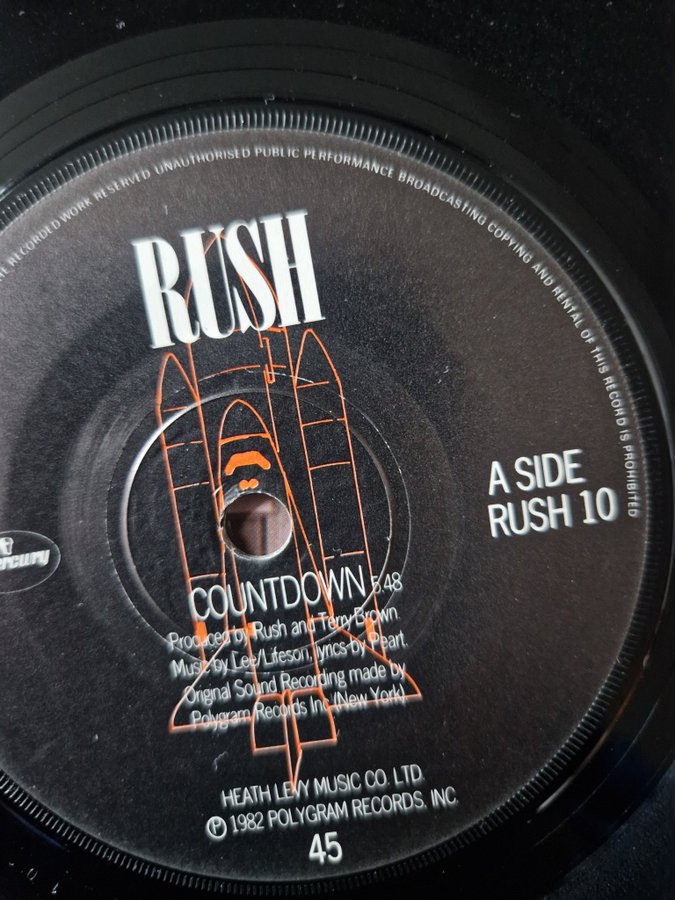 RECORDED WORK RESERVED UNAUTHORISED PUBLIC PERFORMANCE BROADCASTING COPYING AND RENTAL OF THIS RECORD IS PROHIBITED
RUSH
A SIDE
RUSH 10
COUNTDOWN 5.48
Produced by Rush and Terry Brown.
Music by Lee/Lifeson, lyrics by Peart.
Original Sound Recording made by
Polygram Records Inc (New York)
HEATH LEVY MUSIC CO. LTD.
℗ 1982 POLYGRAM RECORDS, INC.
45